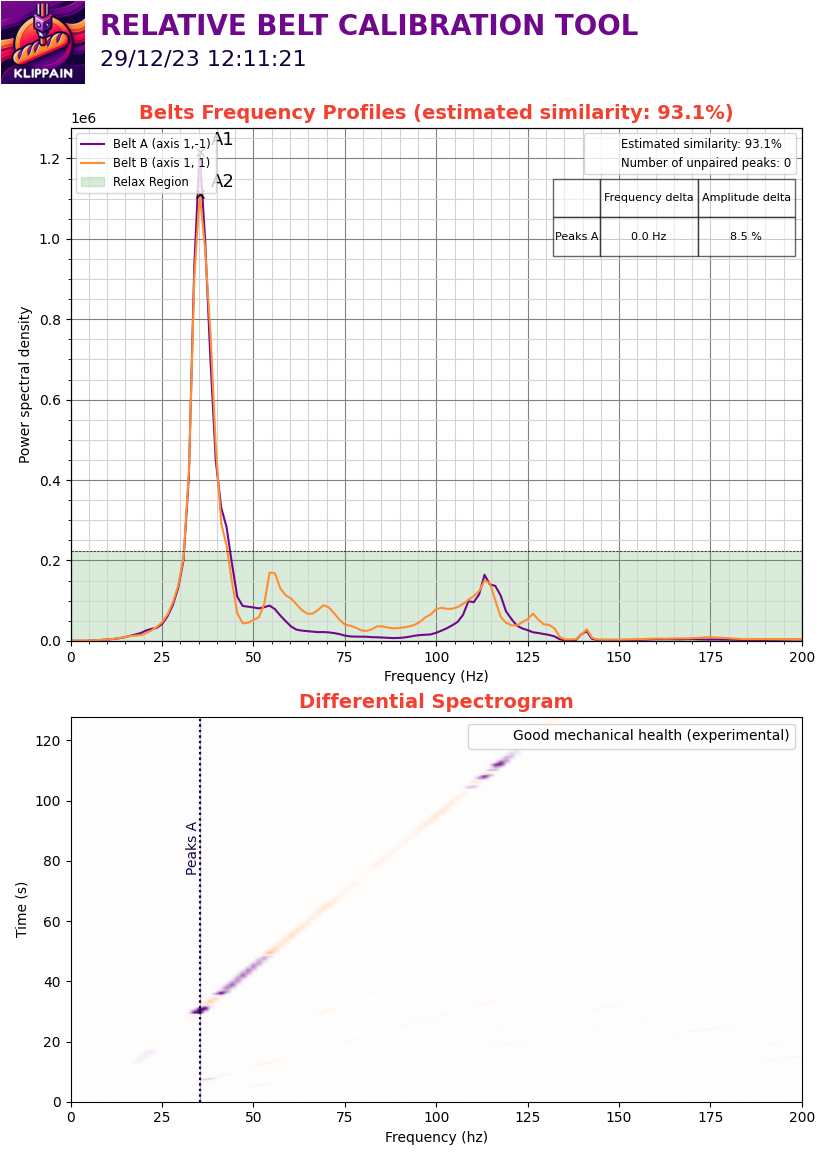 KLIPPAIN
RELATIVE BELT CALIBRATION TOOL
29/12/23 12:11:21
Belts Frequency Profiles (estimated similarity: 93.1%)
1e6
Belt A (axis 1,-1)
Belt B (axis 1, 1)
Relax Region
A1
A2
Estimated similarity: 93.1%
Number of unpaired peaks: 0
Frequency delta Amplitude delta
Peaks A 0.0 Hz 8.5 %
Power spectral density
1.2
1.0
0.8
0.6
0.4
0.2
0.0
0 25 50 75 100 125 150 175 200
Frequency (Hz)
Differential Spectrogram
Good mechanical health (experimental)
Peaks A
Time (s)
120
100
80
60
40
20
0
0 25 50 75 100 125 150 175 200
Frequency (hz)